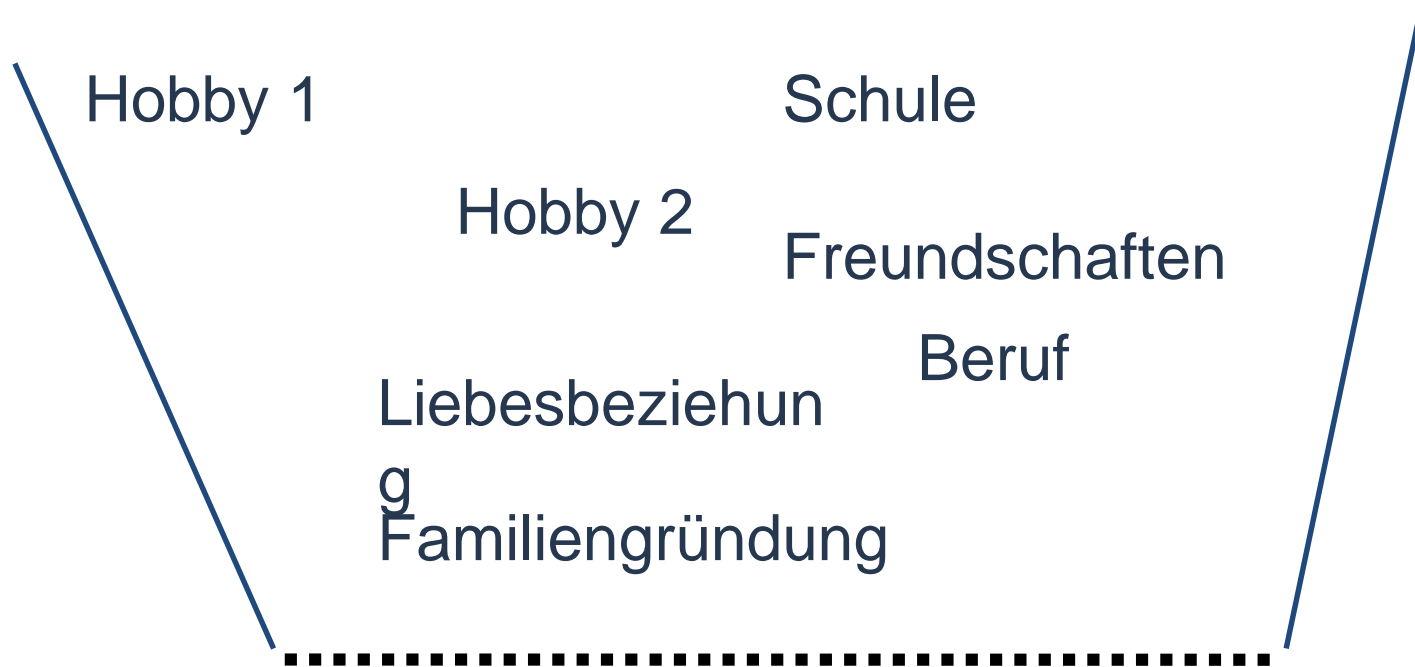 Hobby 1
Schule
Hobby 2
Freundschaften
Beruf
Liebesbeziehun
g
Familiengründung